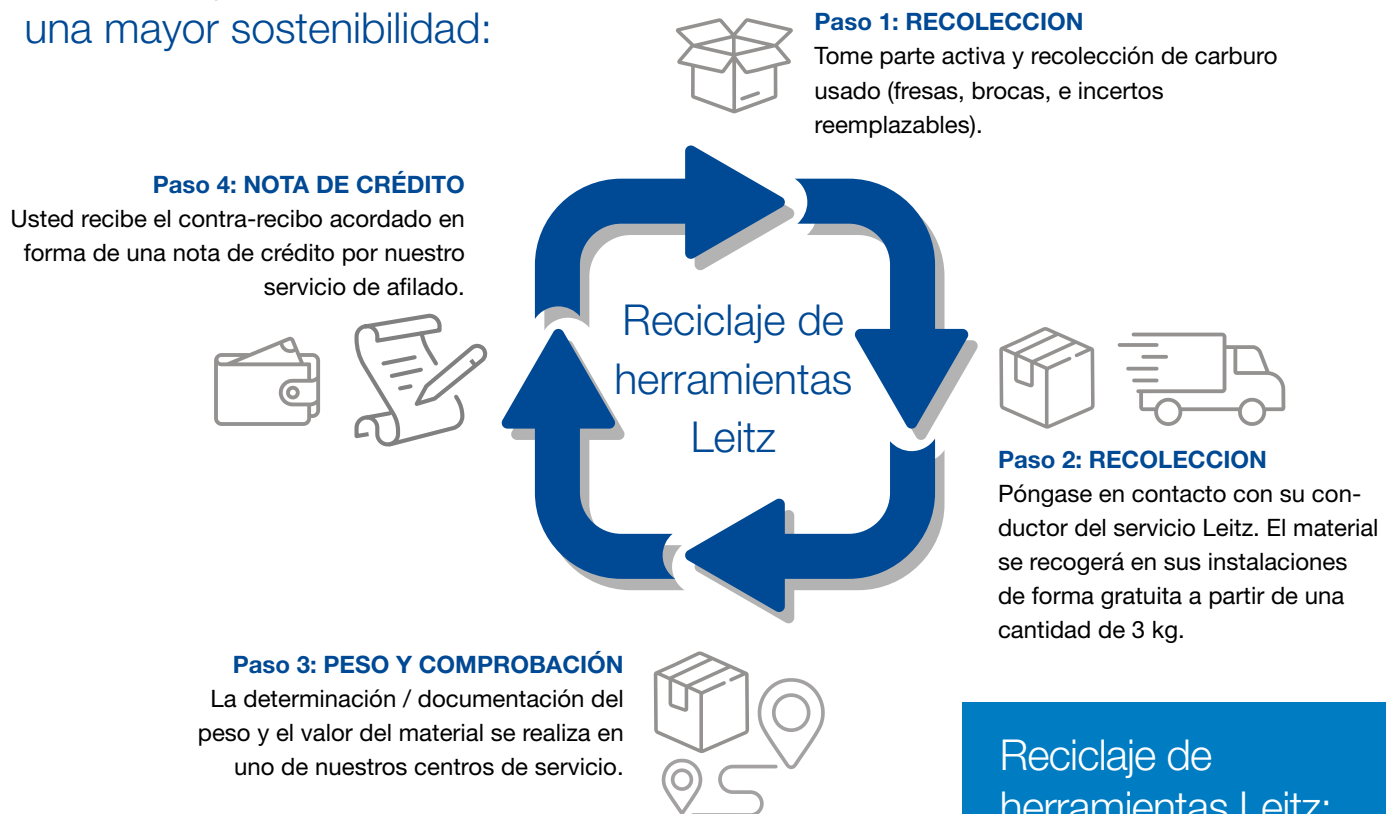 una mayor sostenibilidad:
Paso 1: RECOLECCION
Tome parte activa y recolección de carburo
usado (fresas, brocas, e incertos
reemplazables).
Paso 4: NOTA DE CRÉDITO
Usted recibe el contra-recibo acordado en
forma de una nota de crédito por nuestro
servicio de afilado.
Reciclaje de
herramientas
Leitz
Paso 2: RECOLECCION
Póngase en contacto con su con-
ductor del servicio Leitz. El material
se recogerá en sus instalaciones
de forma gratuita a partir de una
cantidad de 3 kg.
Paso 3: PESO Y COMPROBACIÓN
La determinación / documentación del
peso y el valor del material se realiza en
uno de nuestros centros de servicio.
Reciclaje de
herramientas Leitz: